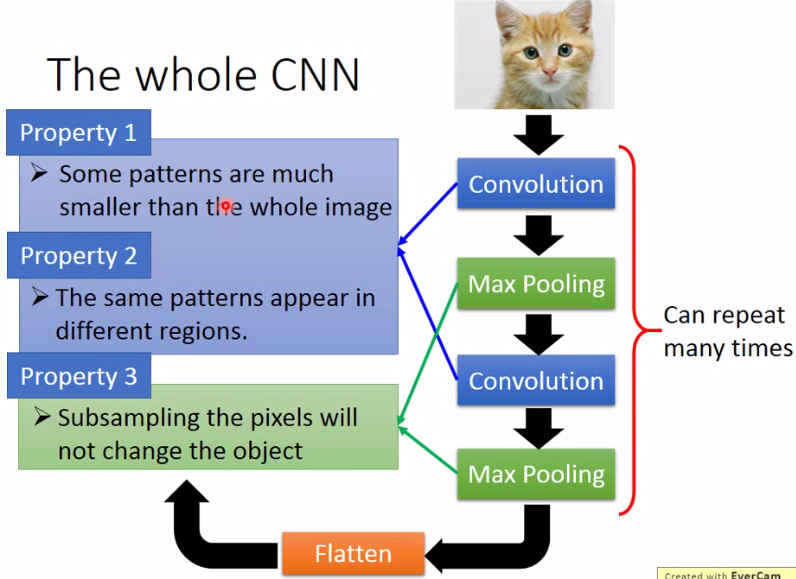 The whole CNN
Property 1
➢ Some patterns are much
smaller than the whole image
Property 2
➢ The same patterns appear in
different regions.
Property 3
➢ Subsampling the pixels will
not change the object
Convolution
Max Pooling
Convolution
Max Pooling
Can repeat
many times
Flatten
Created with EverCam